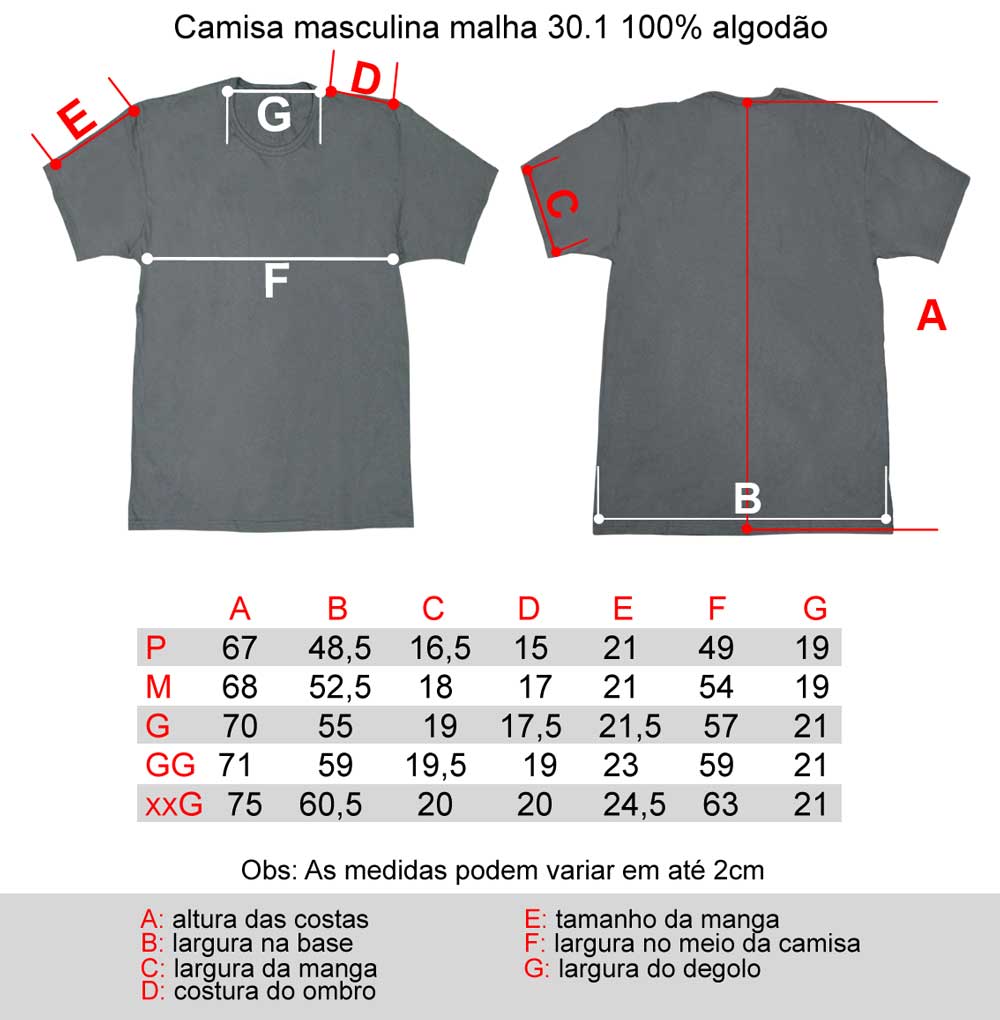 Camisa masculina malha 30.1 100% algodão
E
G
D
F
C
A
B
A B C D E F G
P 67 48,5 16,5 15 21 49 19
M 68 52,5 18 17 21 54 19
G 70 55 19 17,5 21,5 57 21
GG 71 59 19,5 19 23 59 21
xxG 75 60,5 20 20 24,5 63 21
Obs: As medidas podem variar em até 2cm
A: altura das costas
B: largura na base
C: largura da manga
D: costura do ombro
E: tamanho da manga
F: largura no meio da camisa
G: largura do degolo